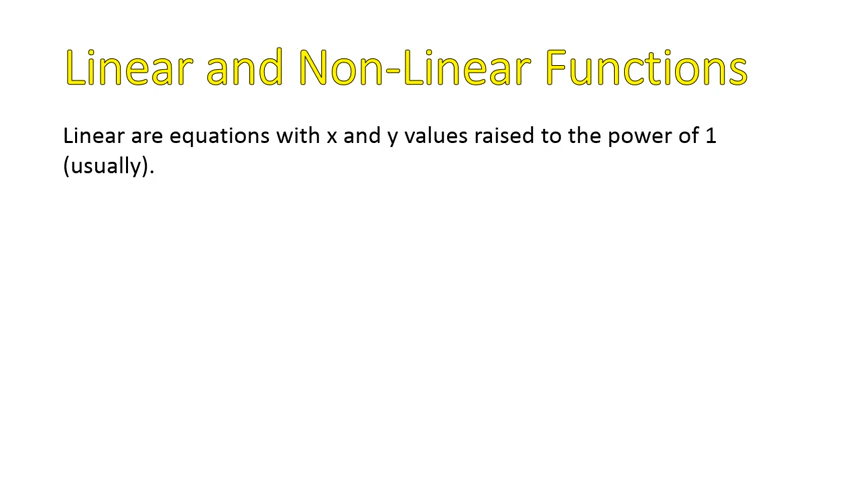 Linear and Non-Linear Functions
Linear are equations with x and y values raised to the power of 1
(usually).